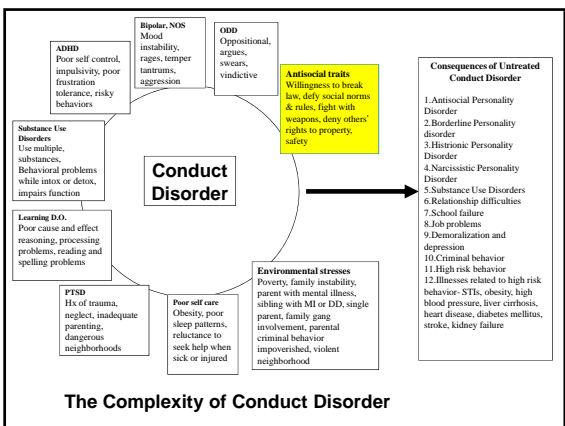 Bipolar, NOS
Mood
instability,
rages, temper
tantrums,
aggression
ODD
Oppositional,
argues,
swears,
vindictive
ADHD
Poor self control,
impulsivity, poor
frustration
tolerance, risky
behaviors
Antisocial traits
Willingness to break
law, defy social norms
& rules, fight with
weapons, deny others'
rights to property,
safety
Consequences of Untreated
Conduct Disorder
1.Antisocial Personality
Disorder
2.Borderline Personality
disorder
3.Histrionic Personality
Disorder
4.Narcissistic Personality
Disorder
5.Substance Use Disorders
6.Relationship difficulties
7.School failure
8.Job problems
9.Demoralization and
depression
10.Criminal behavior
11.High risk behavior
12.Illnesses related to high risk
behavior- STIs, obesity, high
blood pressure, liver cirrhosis,
heart disease, diabetes mellitus,
stroke, kidney failure
Substance Use
Disorders
Use multiple,
substances,
Behavioral problems
while intox or detox,
impairs function
Conduct
Disorder
Learning D.O.
Poor cause and effect
reasoning, processing
problems, reading and
spelling problems
PTSD
Hx of trauma,
neglect, inadequate
parenting,
dangerous
neighborhoods
Poor self care
Obesity, poor
sleep patterns,
reluctance to
seek help when
sick or injured
Environmental stresses
Poverty, family instability,
parent with mental illness,
sibling with MI or DD, single
parent, family gang
involvement, parental
criminal behavior
impoverished, violent
neighborhood
The Complexity of Conduct Disorder